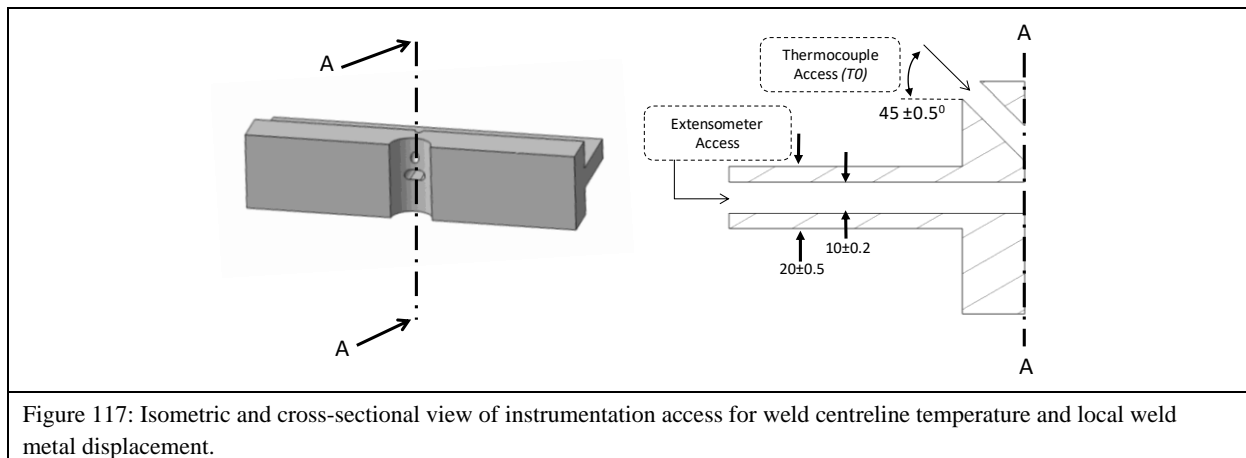 A
A
A
Thermocouple
Access (T0)
45 ±0.5⁰
Extensometer
Access
10±0.2
20±0.5
A
Figure 117: Isometric and cross-sectional view of instrumentation access for weld centreline temperature and local weld
metal displacement.